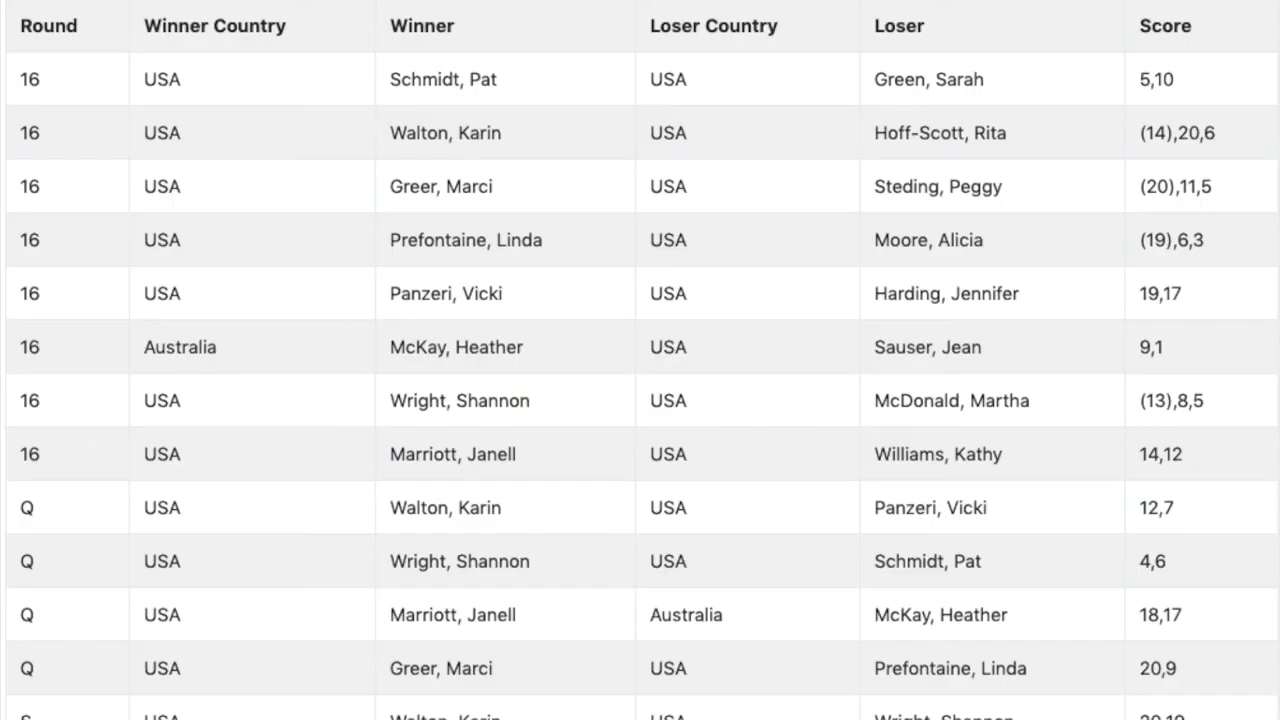 Round Winner Country Winner Loser Country Loser Score
16 USA Schmidt, Pat USA Green, Sarah 5,10
16 USA Walton, Karin USA Hoff-Scott, Rita (14),20,6
16 USA Greer, Marci USA Steding, Peggy (20),11,5
16 USA Prefontaine, Linda USA Moore, Alicia (19),6,3
16 USA Panzeri, Vicki USA Harding, Jennifer 19,17
16 Australia McKay, Heather USA Sauser, Jean 9,1
16 USA Wright, Shannon USA McDonald, Martha (13),8,5
16 USA Marriott, Janell USA Williams, Kathy 14,12
Q USA Walton, Karin USA Panzeri, Vicki 12,7
Q USA Wright, Shannon USA Schmidt, Pat 4,6
Q USA Marriott, Janell Australia McKay, Heather 18,17
Q USA Greer, Marci USA Prefontaine, Linda 20,9
USA Walton, Karin USA Wright, Shannon